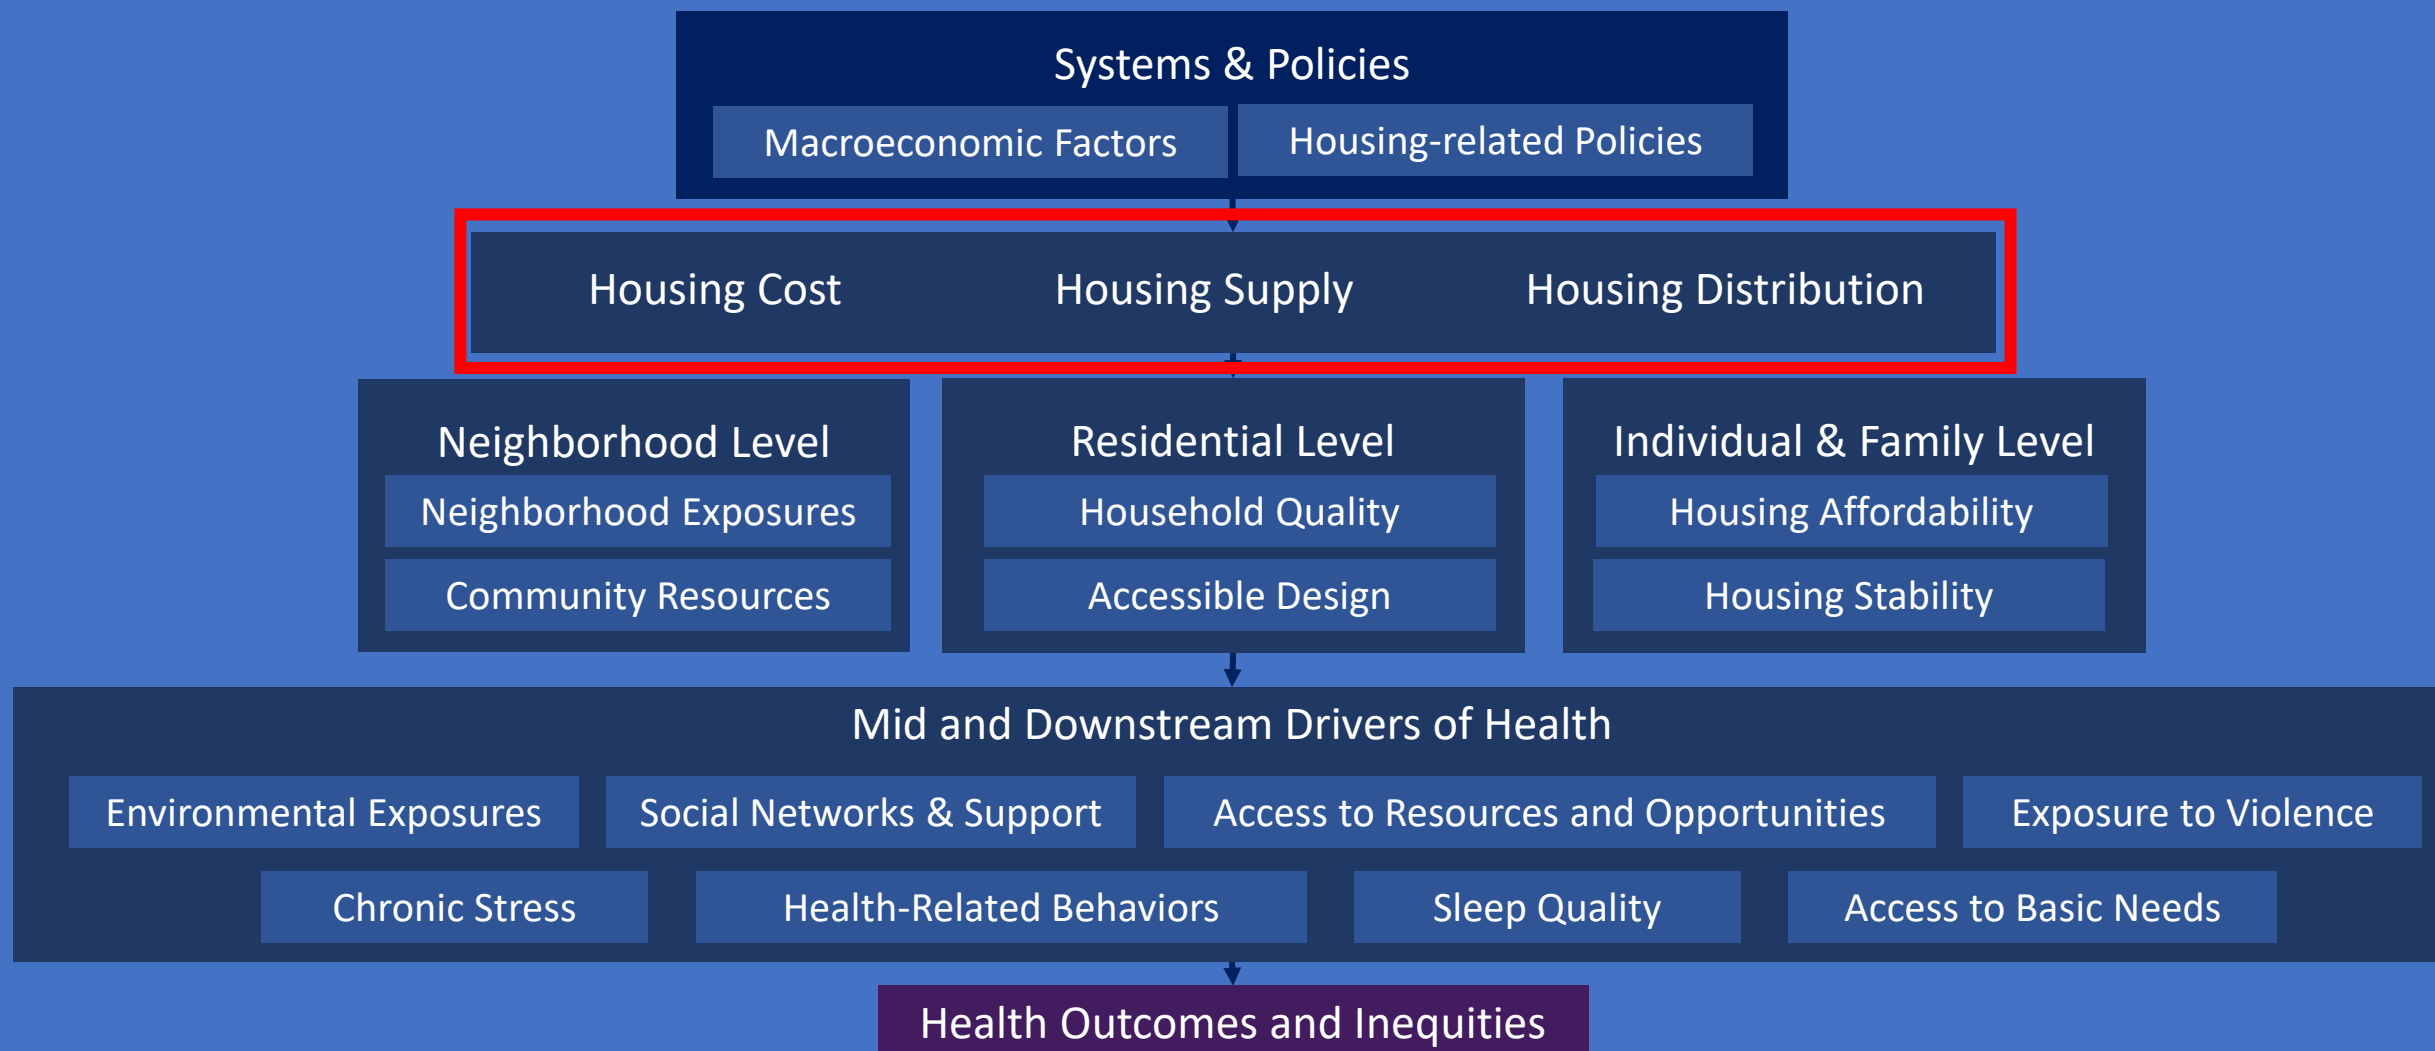 Systems & Policies
Macroeconomic Factors
Housing-related Policies
Housing Cost
Housing Supply
Housing Distribution
Neighborhood Level
Neighborhood Exposures
Community Resources
Residential Level
Household Quality
Accessible Design
Individual & Family Level
Housing Affordability
Housing Stability
Mid and Downstream Drivers of Health
Environmental Exposures
Social Networks & Support
Access to Resources and Opportunities
Exposure to Violence
Chronic Stress
Health-Related Behaviors
Sleep Quality
Access to Basic Needs
Health Outcomes and Inequities